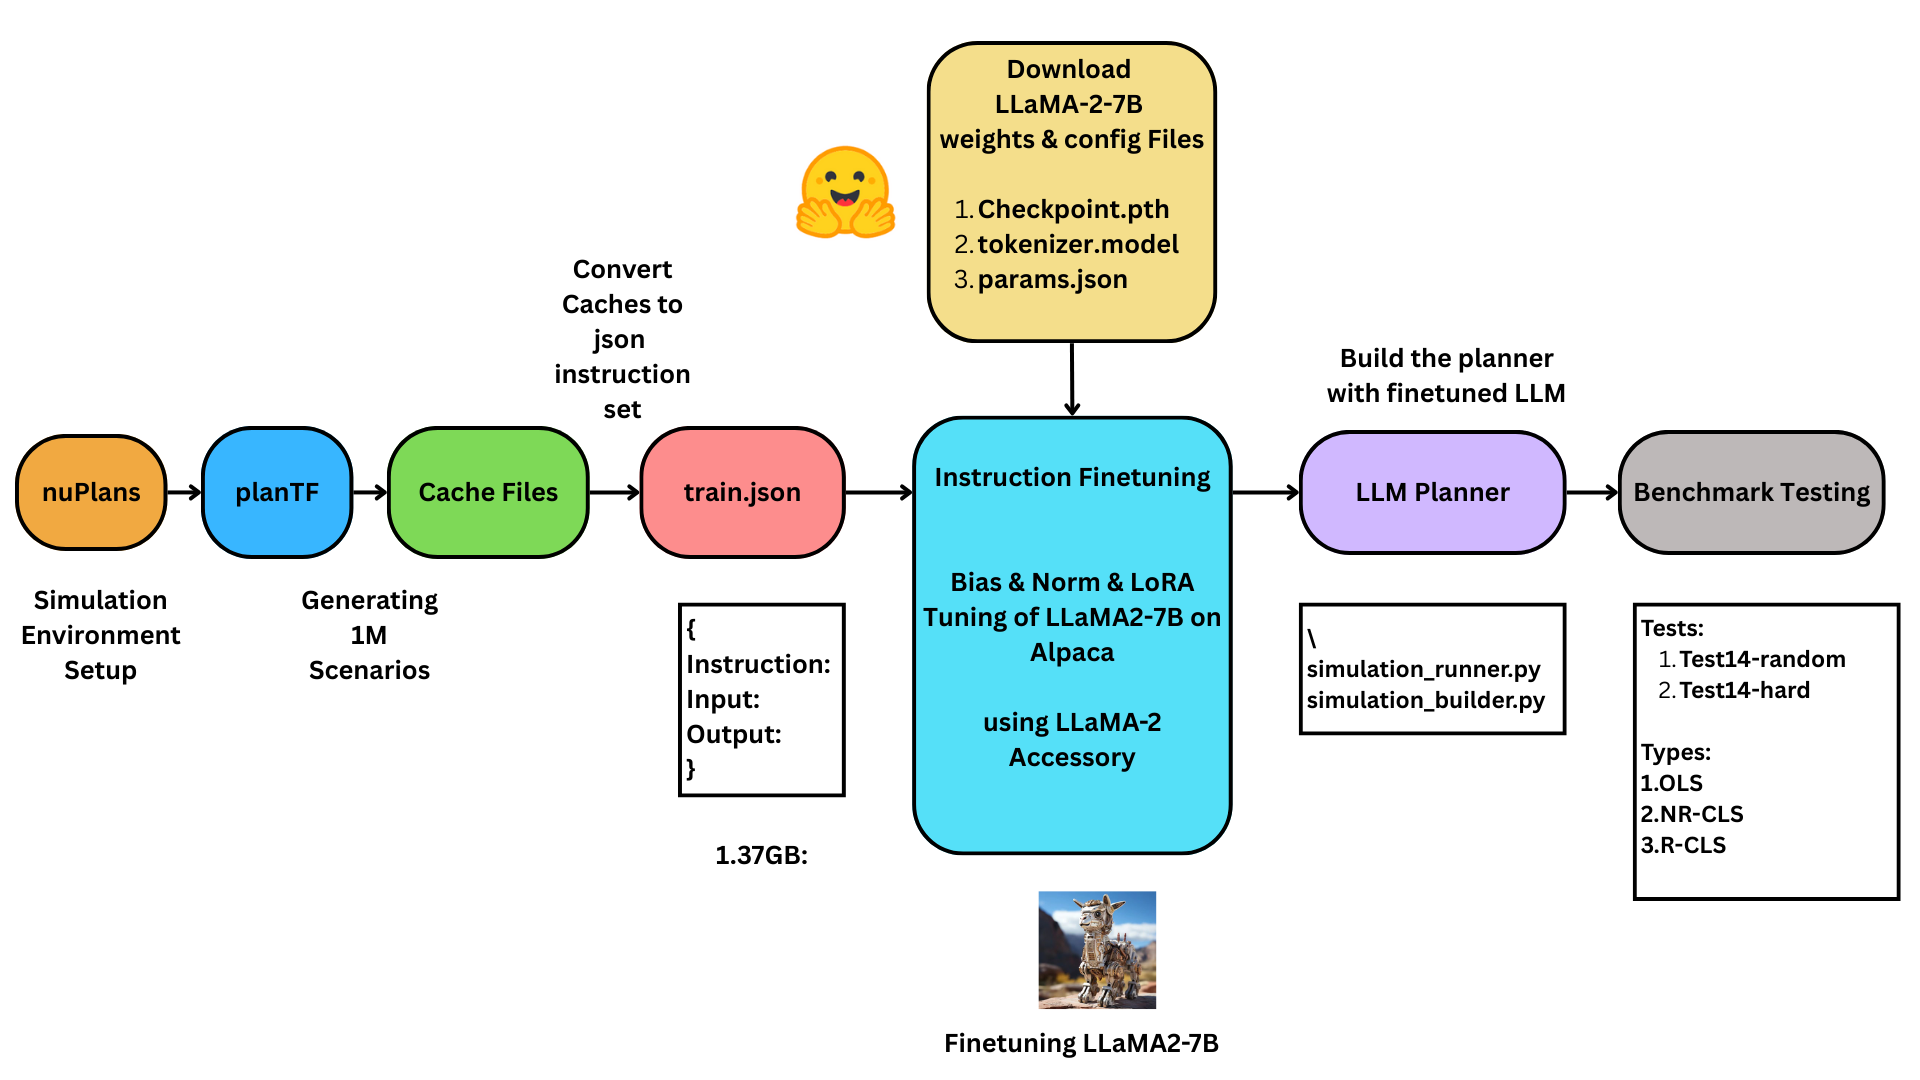 Download
LLaMA-2-7B
weights & config Files
1. Checkpoint.pth
2. tokenizer.model
3. params.json
Convert
Caches to
json
instruction
set
Build the planner
with finetuned LLM
nuPlans
planTF
Cache Files
train.json
Instruction Finetuning
Bias & Norm & LoRA
Tuning of LLaMA2-7B on
Alpaca
using LLaMA-2
Accessory
LLM Planner
Benchmark Testing
Simulation
Environment
Setup
Generating
1M
Scenarios
{
Instruction:
Input:
Output:
}
1.37GB:
\
simulation_runner.py
simulation_builder.py
Tests:
1. Test14-random
2. Test14-hard
Types:
1.OLS
2.NR-CLS
3.R-CLS
Finetuning LLaMA2-7B